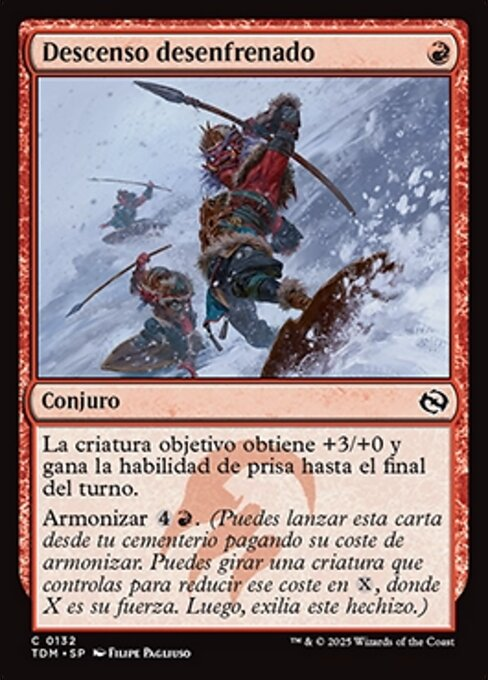 Descenso desenfrenado
Conjuro
La criatura objetivo obtiene +3/+0 y
gana la habilidad de prisa hasta el final
del turno.
Armonizar 4 . (Puedes lanzar esta carta
desde tu cementerio pagando su coste de
armonizar. Puedes girar una criatura que
controlas para reducir ese coste en X, donde
X es su fuerza. Luego, exilia este hechizo.)
C 0132
TDM • SP Filipe Pagliuso
™ & © 2025 Wizards of the Coast